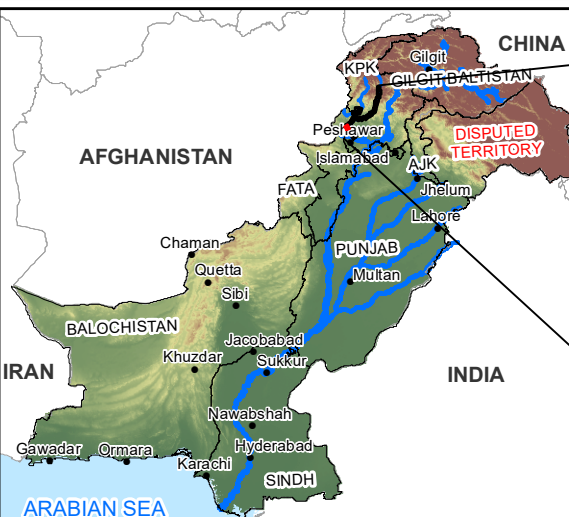 CHINA
Gilgit
KPK
GILGIT BALTISTAN
Peshawar
DISPUTED
TERRITORY
AFGHANISTAN
Islamabad
AJK
FATA
Jhelum
Lahore
Chaman
PUNJAB
Quetta
Multan
Sibi
BALOCHISTAN
Jacobabad
Khuzdar
Sukkur
IRAN
INDIA
Nawabshah
Gawadar
Ormara
Hyderabad
Karachi
SINDH
ARABIAN SEA